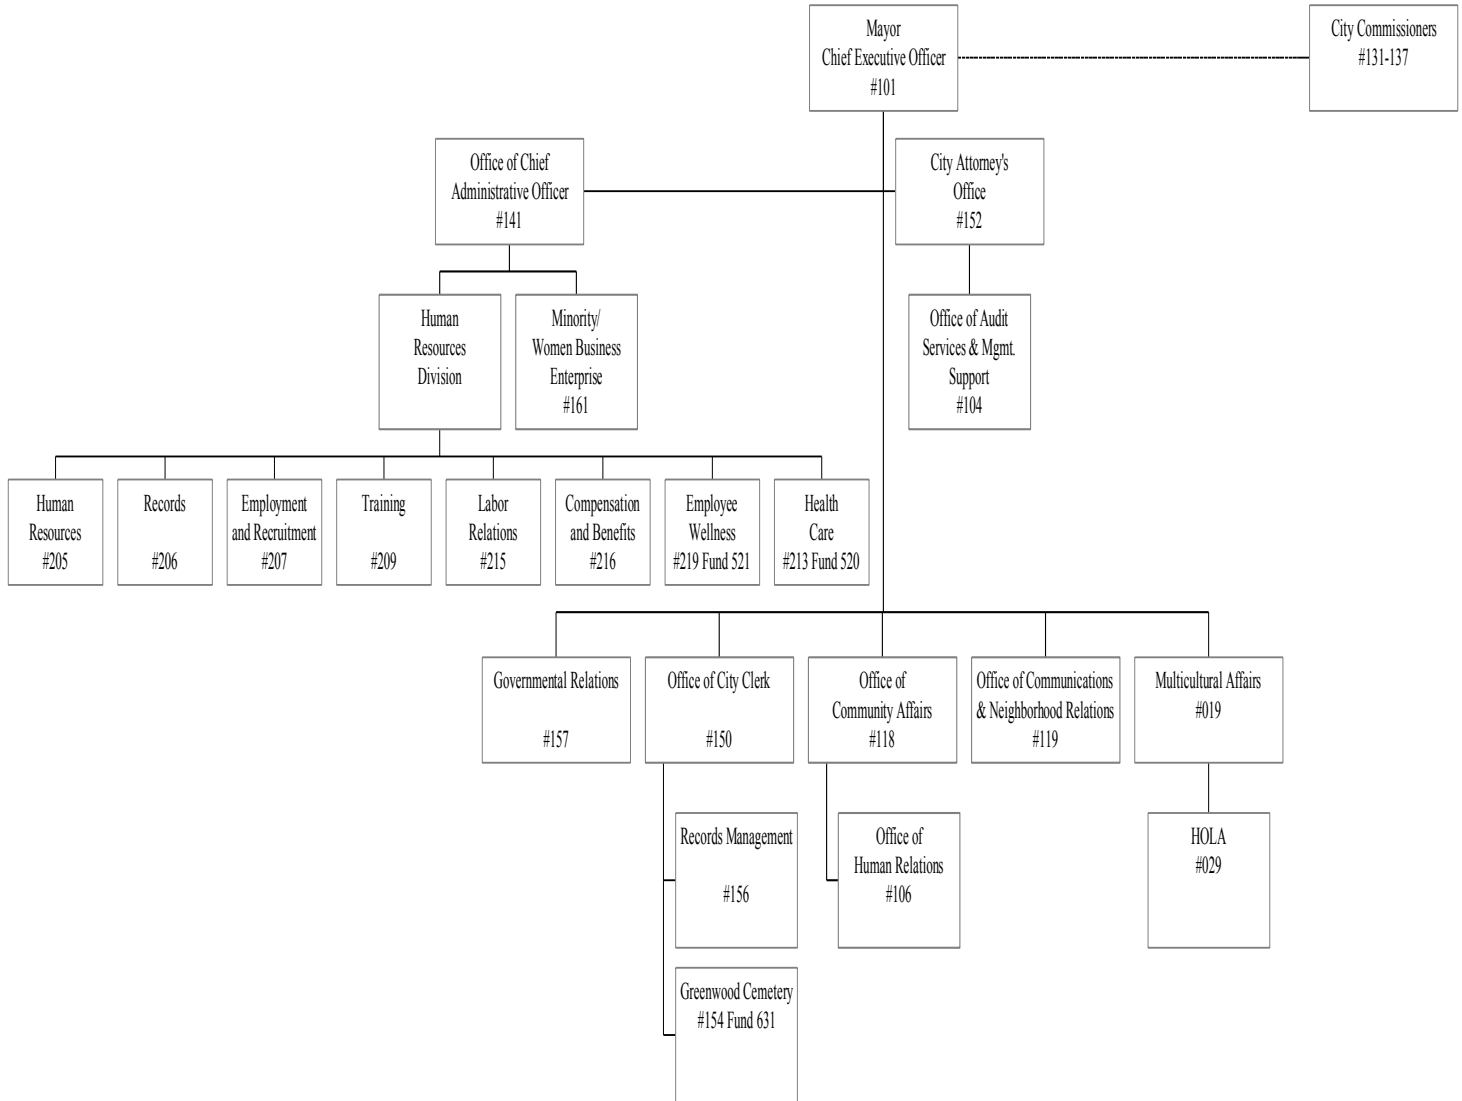 Mayor
Chief Executive Officer
#101
City Commissioners
#131-137
Office of Chief
Administrative Officer
#141
City Attorney's
Office
#152
Human
Resources
Division
Minority/
Women Business
Enterprise
#161
Office of Audit
Services & Mgmt.
Support
#104
Human
Resources
#205
Records
#206
Employment
and Recruitment
#207
Training
#209
Labor
Relations
#215
Compensation
and Benefits
#216
Employee
Wellness
#219 Fund 521
Health
Care
#213 Fund 520
Governmental Relations
#157
Office of City Clerk
#150
Office of
Community Affairs
#118
Office of Communications
& Neighborhood Relations
#119
Multicultural Affairs
#019
Records Management
#156
Office of
Human Relations
#106
HOLA
#029
Greenwood Cemetery
#154 Fund 631